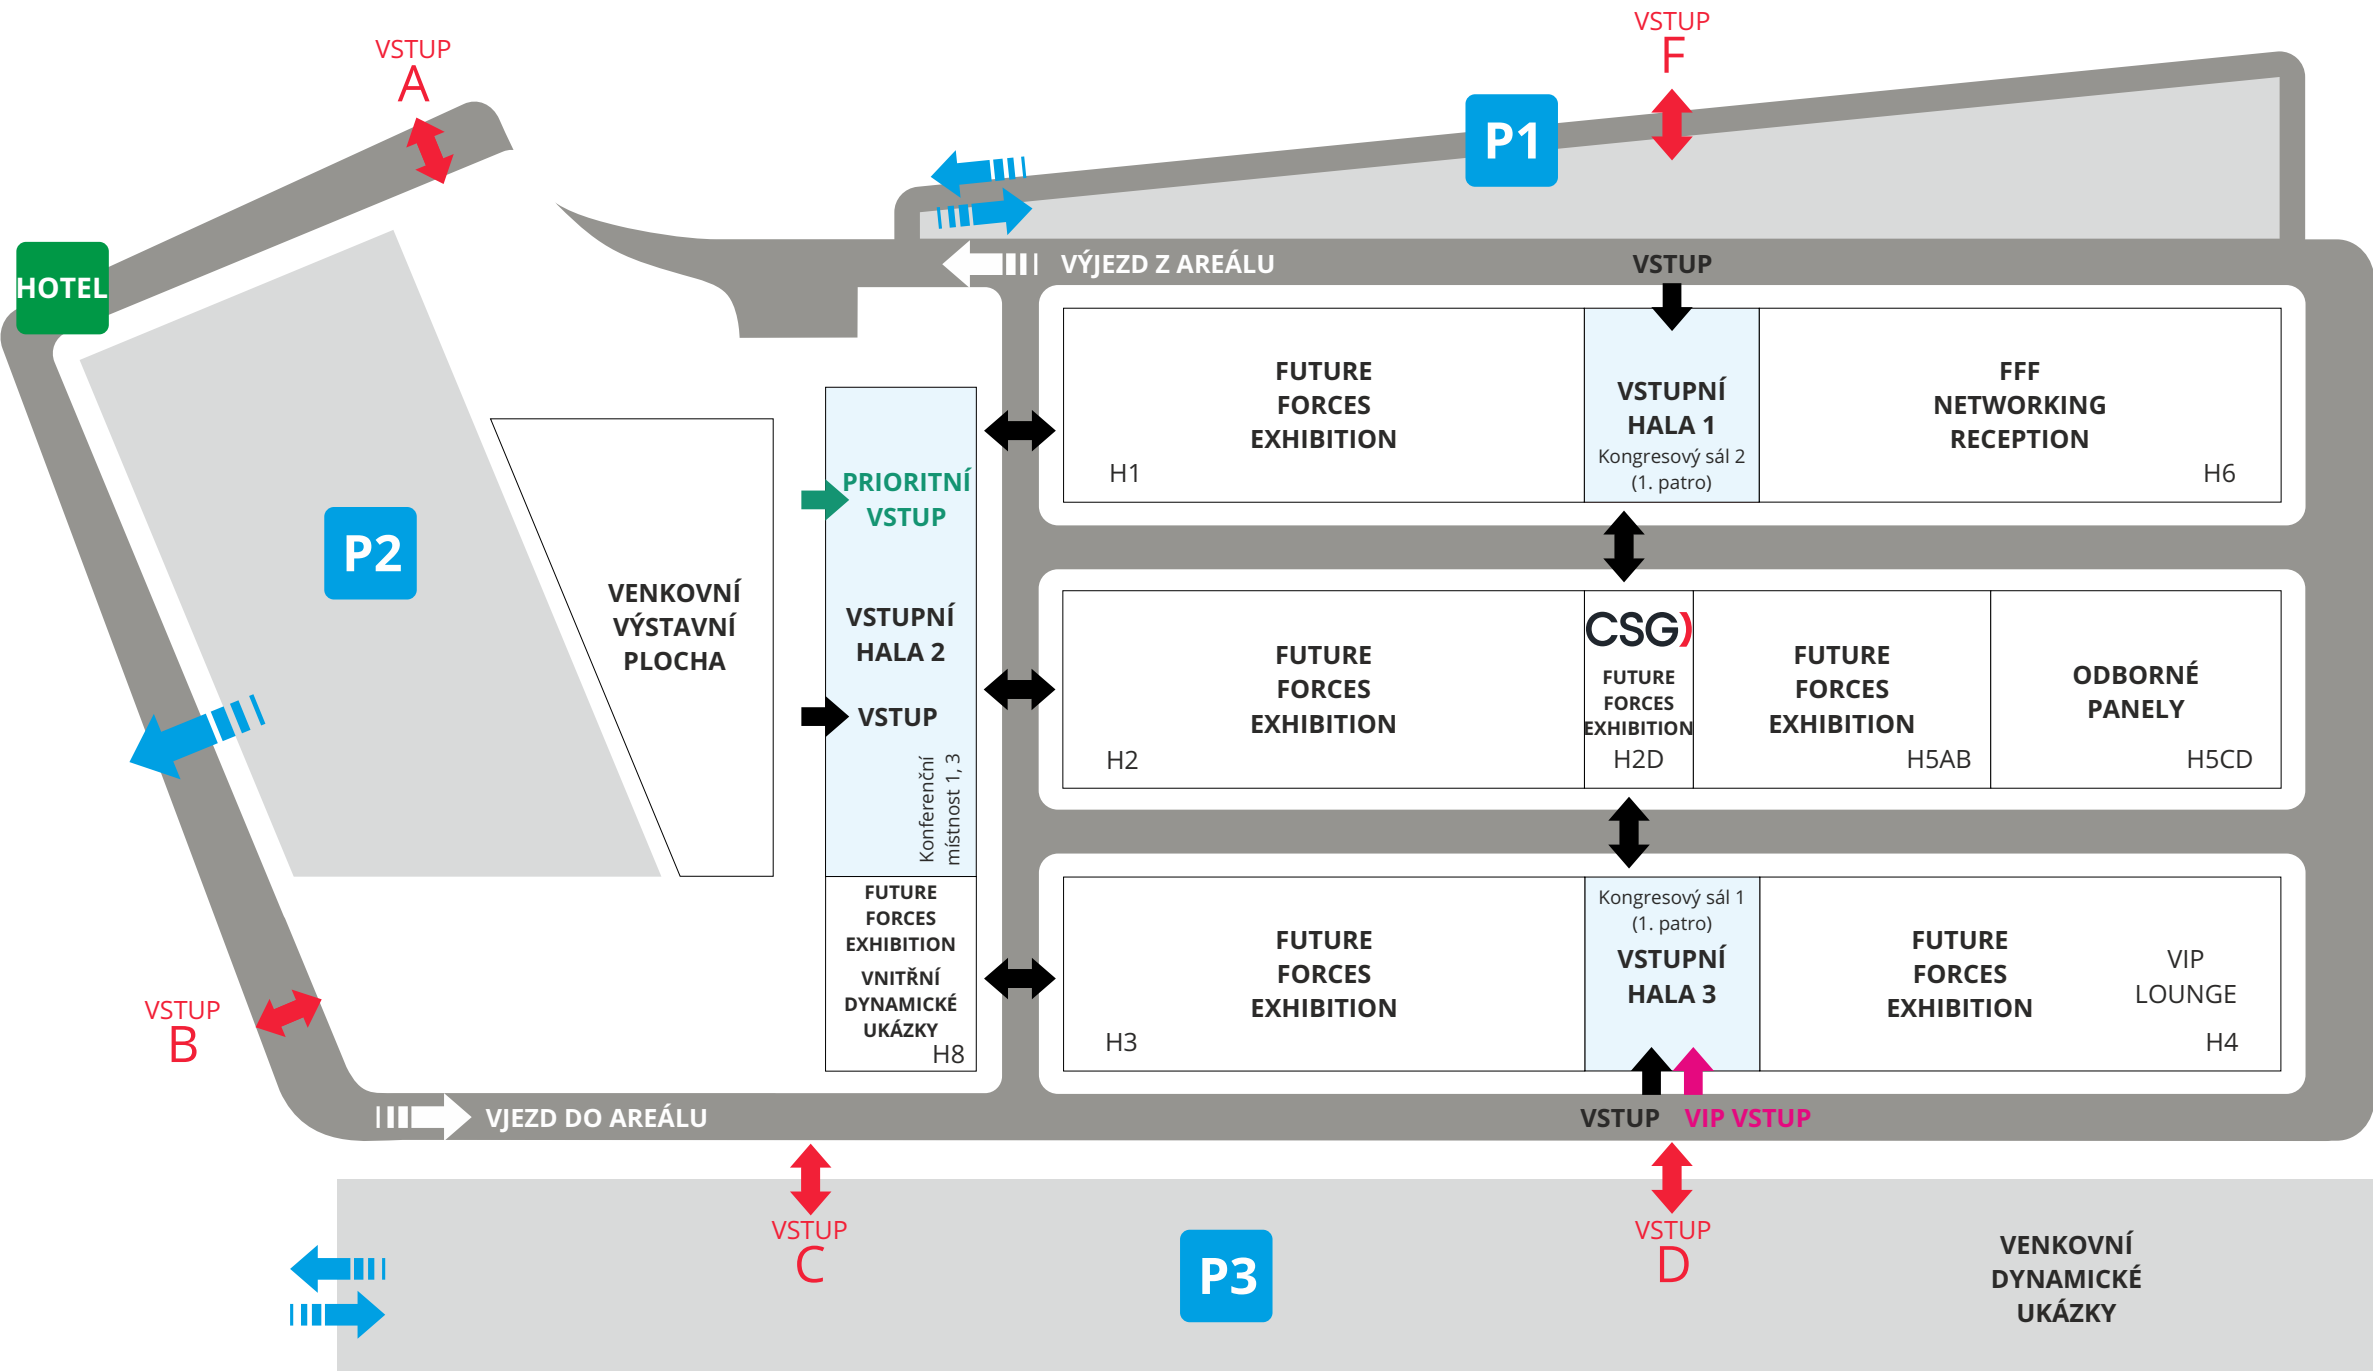 VSTUP
F
VSTUP
A
P1
VÝJEZD Z AREÁLU
VSTUP
HOTEL
FUTURE
FORCES
EXHIBITION
H1
VSTUPNÍ
HALA 1
Kongresový sál 2
(1. patro)
FFF
NETWORKING
RECEPTION
H6
PRIORITNÍ
VSTUP
P2
VENKOVNÍ
VÝSTAVNÍ
PLOCHA
VSTUPNÍ
HALA 2
VSTUP
Konferenční
místnost 1, 3
FUTURE
FORCES
EXHIBITION
H2
CSG
FUTURE
FORCES
EXHIBITION
H2D
FUTURE
FORCES
EXHIBITION
H5AB
ODBORNÉ
PANELY
H5CD
FUTURE
FORCES
EXHIBITION
VNITŘNÍ
DYNAMICKÉ
UKÁZKY
H8
FUTURE
FORCES
EXHIBITION
H3
Kongresový sál 1
(1. patro)
VSTUPNÍ
HALA 3
FUTURE
FORCES
EXHIBITION
VIP
LOUNGE
H4
VSTUP
B
VJEZD DO AREÁLU
VSTUP
VIP VSTUP
VSTUP
C
P3
VSTUP
D
VENKOVNÍ
DYNAMICKÉ
UKÁZKY